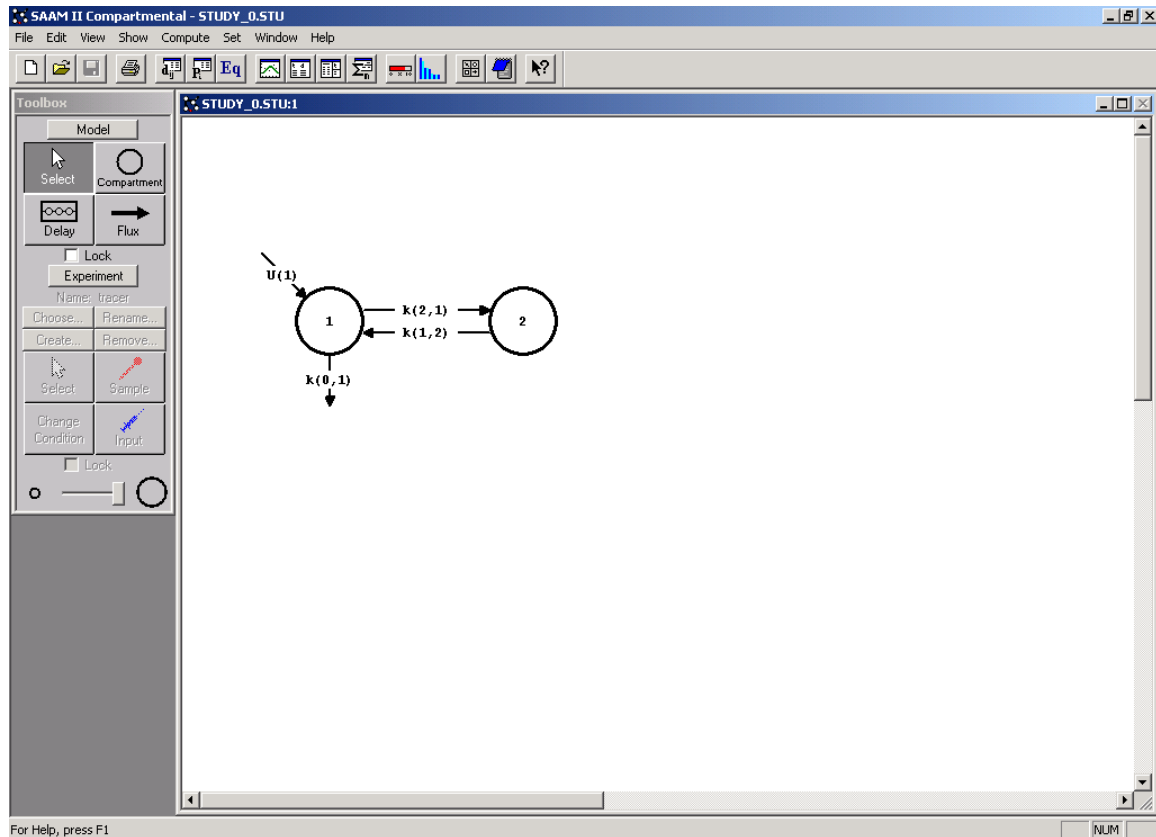 SAAM II Compartmental - STUDY_0.STU
File Edit View Show Compute Set Window Help
Eq
Toolbox
STUDY_0.STU:1
Model
Select
Compartment
Delay
Flux
Lock
Experiment
Name: tracer
Choose... Rename...
Create... Remove...
Select
Sample
Change
Condition
Input
Lock
U(1)
1
k(2,1)
k(1,2)
2
k(0,1)
For Help, press F1
NUM